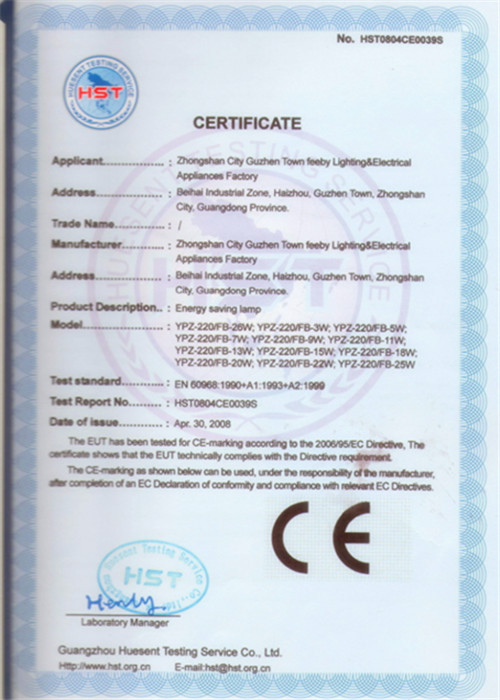 No. HST0804CE0039S
HUESENT TESTING SERVICE
HST
CERTIFICATE
Applicant................ : Zhongshan City Guzhen Town feeby Lighting&Electrical
Appliances Factory
Address.................. : Beihai Industrial Zone, Haizhou, Guzhen Town, Zhongshan
City, Guangdong Province.
Trade Name............. : /
Manufacturer........... : Zhongshan City Guzhen Town feeby Lighting&Electrical
Appliances Factory
Address.................. : Beihai Industrial Zone, Haizhou, Guzhen Town, Zhongshan
City, Guangdong Province.
Product Description.. : Energy saving lamp
Model..................... : YPZ-220/FB-26W; YPZ-220/FB-3W; YPZ-220/FB-5W;
YPZ-220/FB-7W; YPZ-220/FB-9W; YPZ-220/FB-11W;
YPZ-220/FB-13W; YPZ-220/FB-15W; YPZ-220/FB-18W;
YPZ-220/FB-20W; YPZ-220/FB-22W; YPZ-220/FB-25W
Test standard........... : EN 60968:1990+A1:1993+A2:1999
Test Report No......... : HST0804CE0039S
Date of issue............ : Apr. 30, 2008
The EUT has been tested for CE-marking according to the 2006/95/EC Directive, The
certificate shows that the EUT technically complies with the Directive requirement.
The CE-marking as shown below can be used, under the responsibility of the manufacturer,
after completion of an EC Declaration of conformity and compliance with relevant EC Directives.
CE
Huesent Testing Service Co., Ltd.
HST
Laboratory Manager
Guangzhou Huesent Testing Service Co., Ltd.
Http://www.hst.org.cn E-mail:hst@hst.org.cn